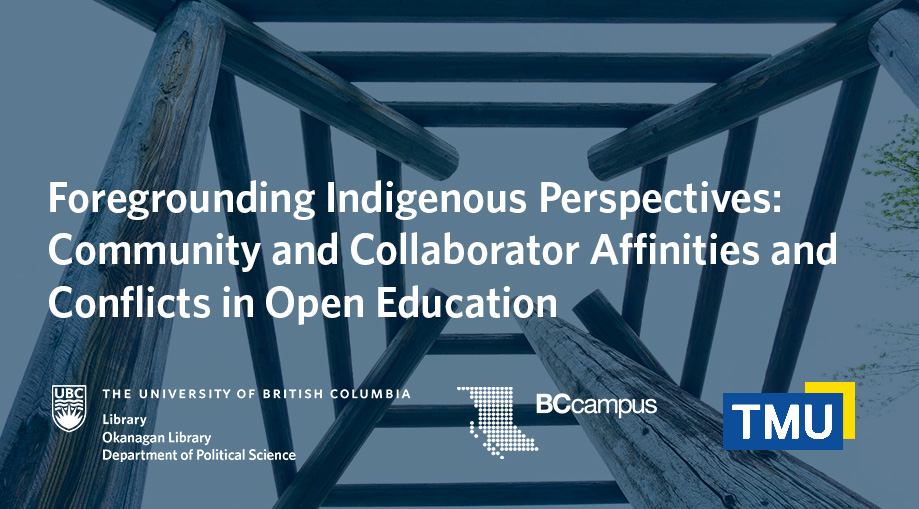 Foregrounding Indigenous Perspectives:
Community and Collaborator Affinities and
Conflicts in Open Education
UBC
THE UNIVERSITY OF BRITISH COLUMBIA
Library
Okanagan Library
Department of Political Science
BCcampus
TMU